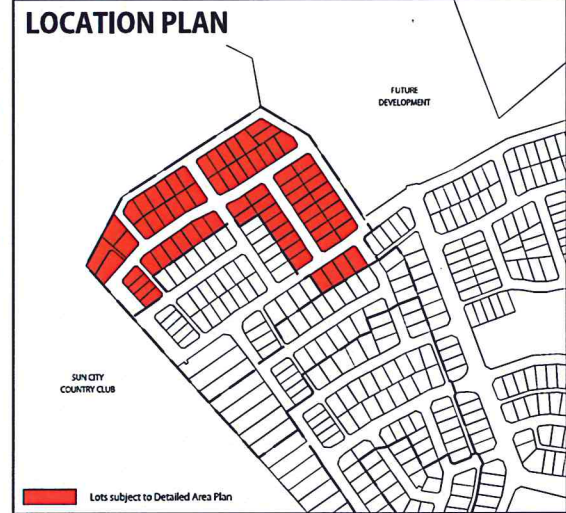 LOCATION PLAN
FUTURE
DEVELOPMENT
SUN CITY
COUNTRY CLUB
Lots subject to Detailed Area Plan